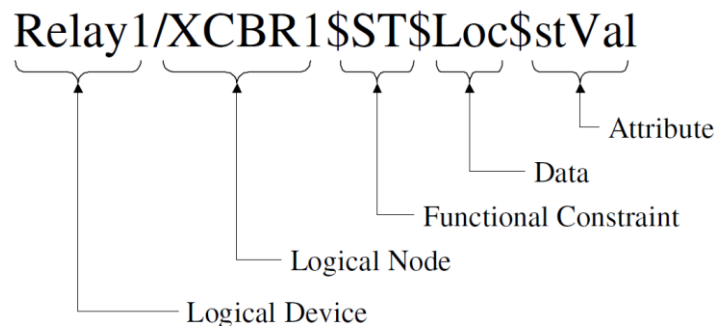 Relay1/XCBR1$ST$Loc$stVal
Attribute
Data
Functional Constraint
Logical Node
Logical Device